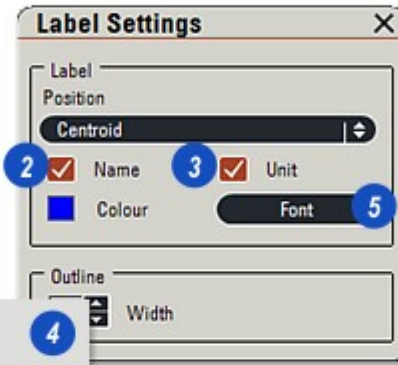 Label Settings
Label
Position
Centroid
2 Name 3 Unit
Colour Font 5
Outline
4 Width